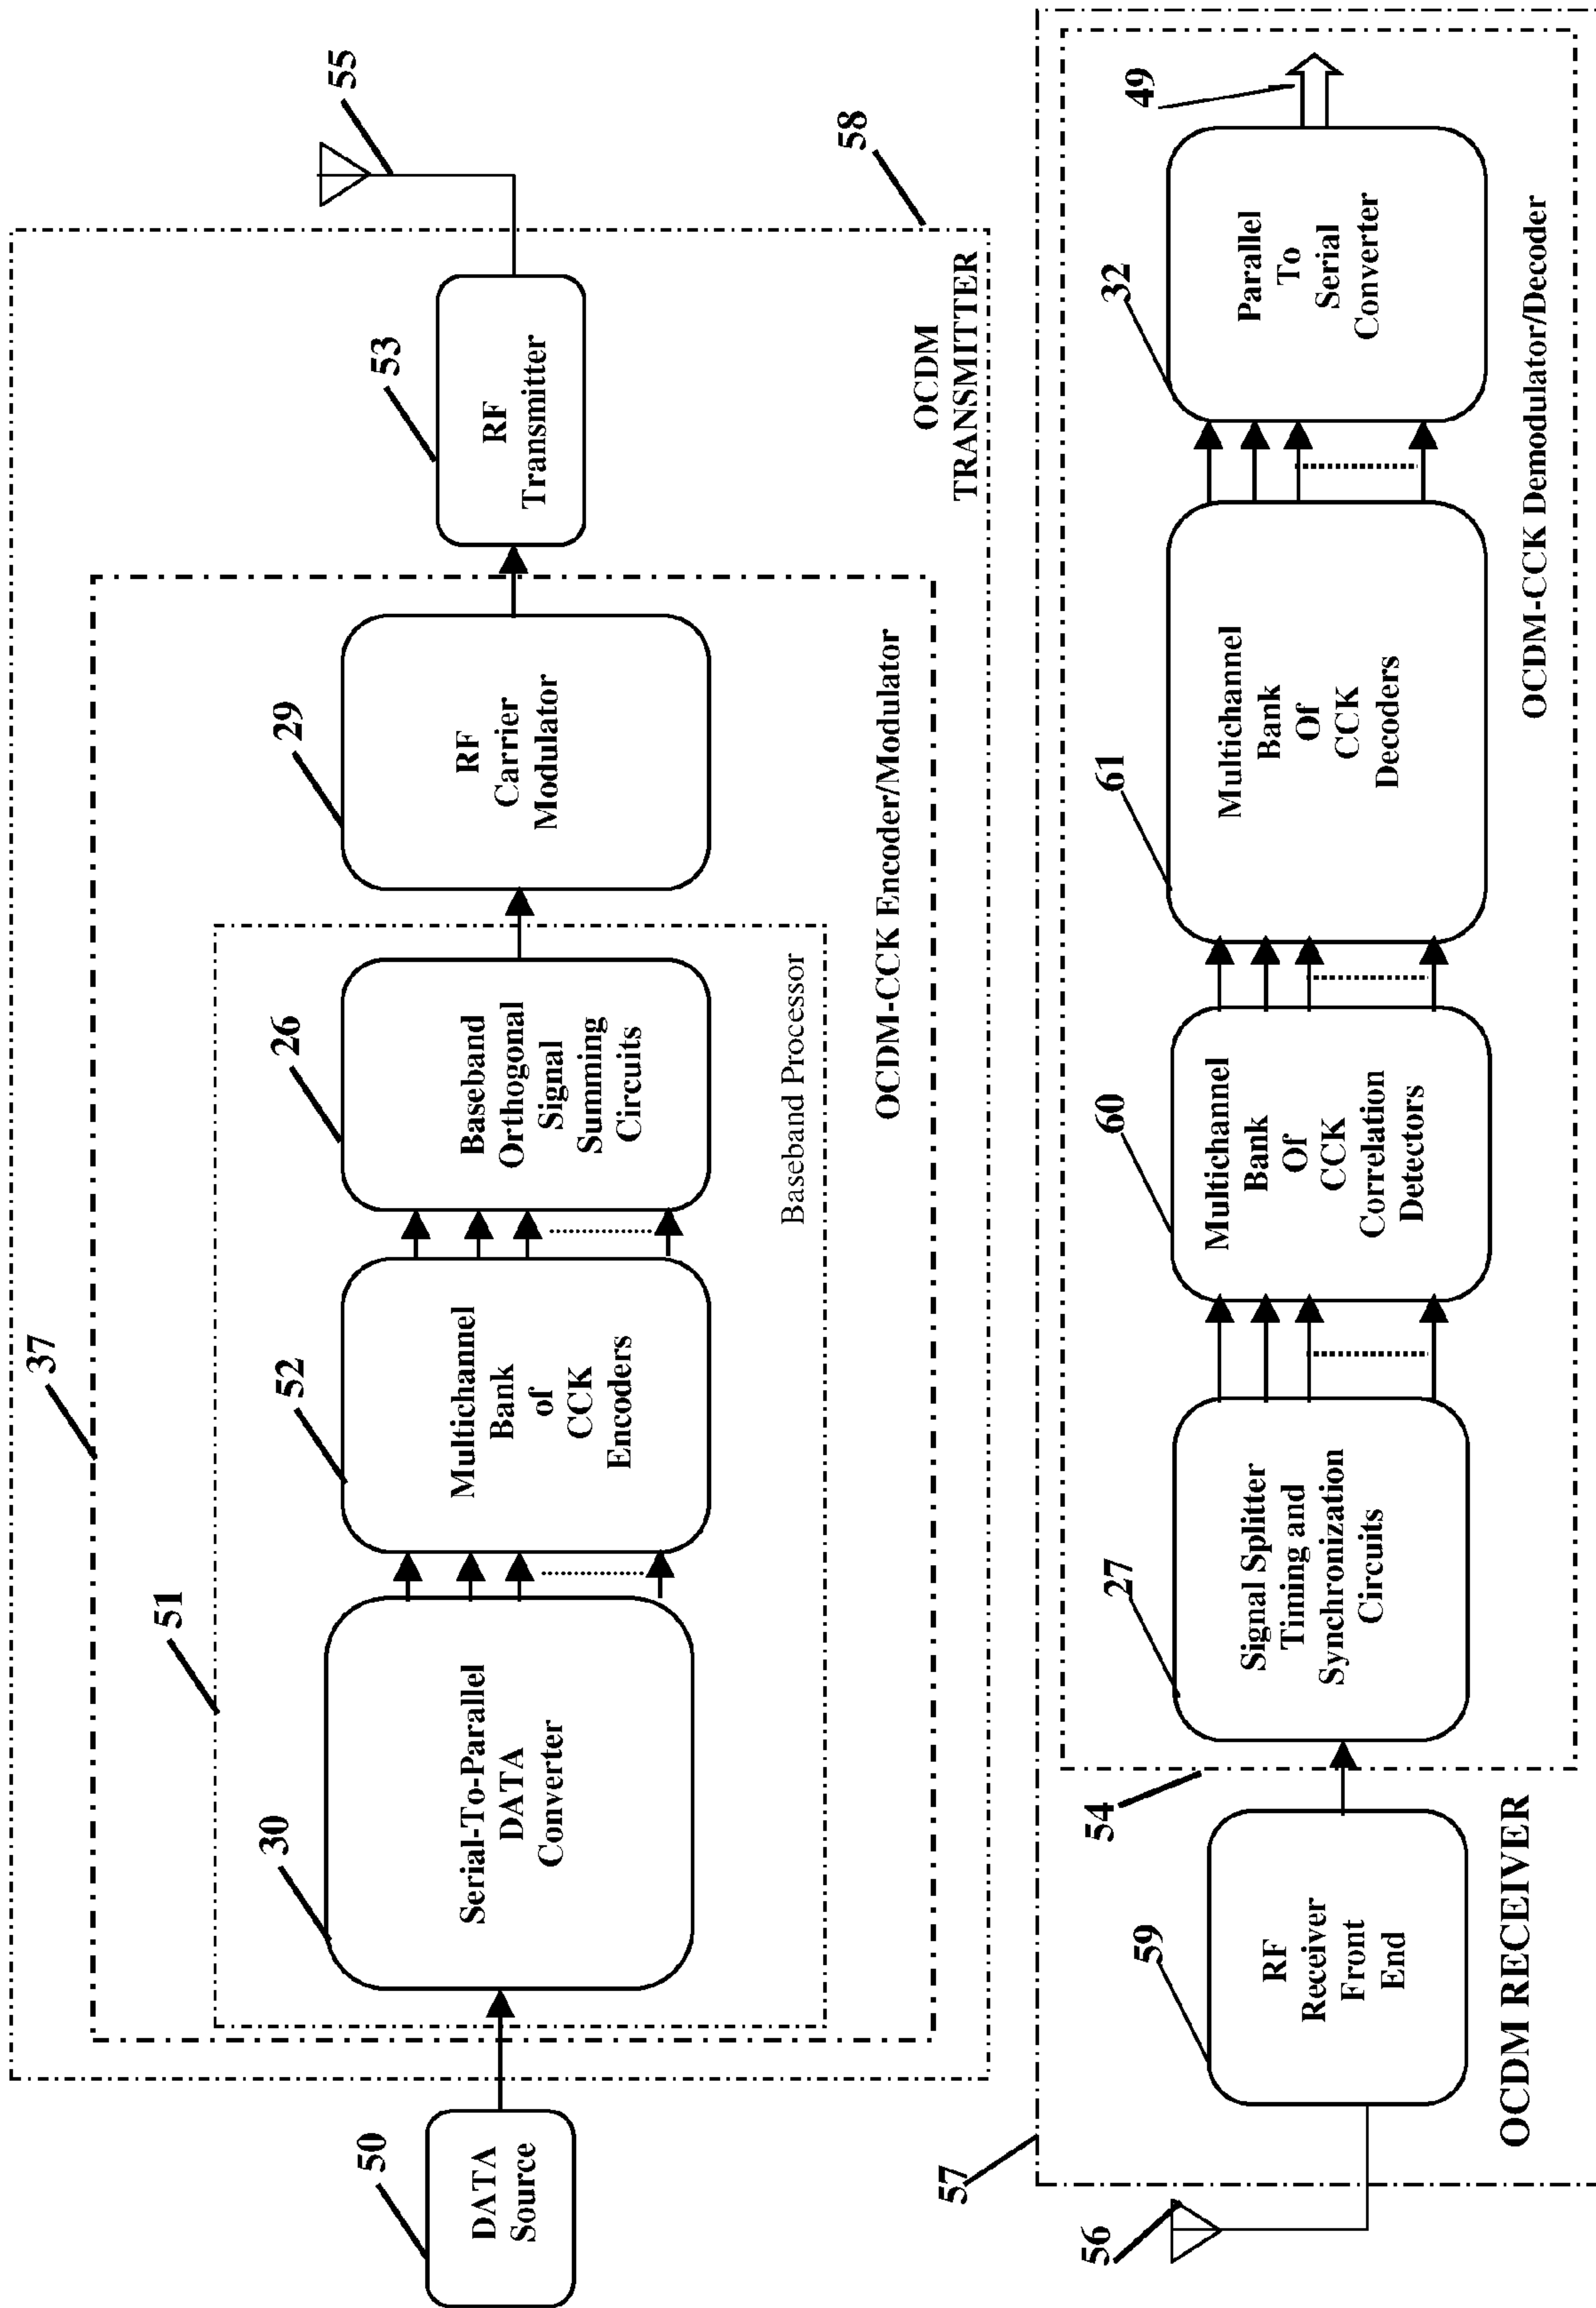 37
51
50
DATA
Source
30
Serial-To-Parallel
DATA
Converter
52
Multichannel
Bank
of
CCK
Encoders
26
Baseband
Orthogonal
Signal
Summing
Circuits
Baseband Processor
29
RF
Carrier
Modulator
OCDM-CCK Encoder/Modulator
53
RF
Transmitter
OCDM
TRANSMITTER
55
58
57
56
59
RF
Receiver
Front
End
OCDM RECEIVER
54
27
Signal Splitter
Timing and
Synchronization
Circuits
60
Multichannel
Bank
Of
CCK
Correlation
Detectors
61
Multichannel
Bank
Of
CCK
Decoders
32
Parallel
To
Serial
Converter
49
OCDM-CCK Demodulator/Decoder